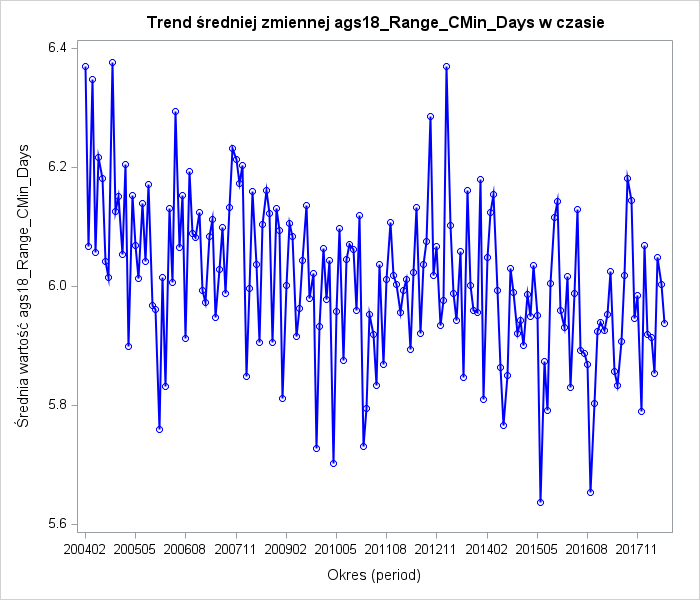 Trend średniej zmiennej ags18_Range_CMin_Days w czasie
Średnia wartość ags18_Range_CMin_Days
6.4
6.2
6.0
5.8
5.6
200402 200505 200608 200711 200902 201005 201108 201211 201402 201505 201608 201711
Okres (period)